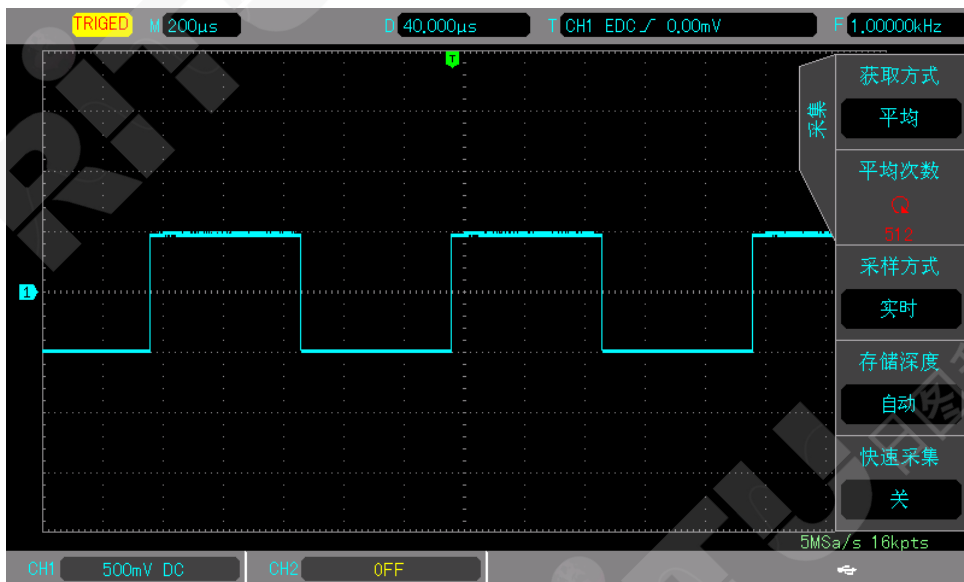 TRIGED M 200µs D 40.000µs T CH1 EDC 0.00mV F 1.00000kHz
T
获取方式
采集
平均
平均次数
512
1
采样方式
实时
存储深度
自动
快速采集
关
5MSa/s 16kpts
CH1 500mV DC CH2 OFF